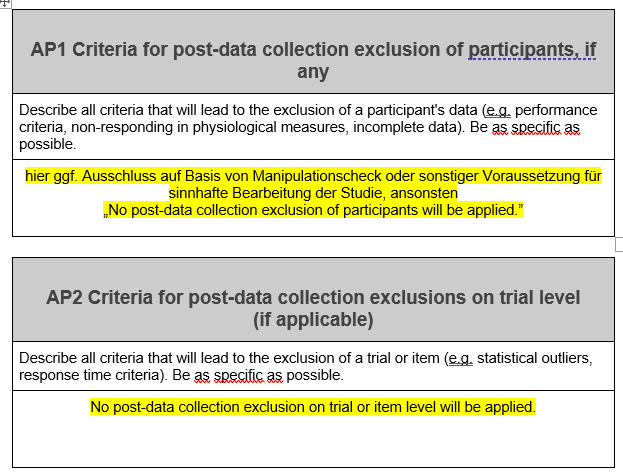 AP1 Criteria for post-data collection exclusion of participants, if
any
Describe all criteria that will lead to the exclusion of a participant's data (e.g. performance
criteria, non-responding in physiological measures, incomplete data). Be as specific as
possible.
hier ggf. Ausschluss auf Basis von Manipulationscheck oder sonstiger Voraussetzung für
sinnhafte Bearbeitung der Studie, ansonsten
„No post-data collection exclusion of participants will be applied.”
AP2 Criteria for post-data collection exclusions on trial level
(if applicable)
Describe all criteria that will lead to the exclusion of a trial or item (e.g. statistical outliers,
response time criteria). Be as specific as possible.
No post-data collection exclusion on trial or item level will be applied.